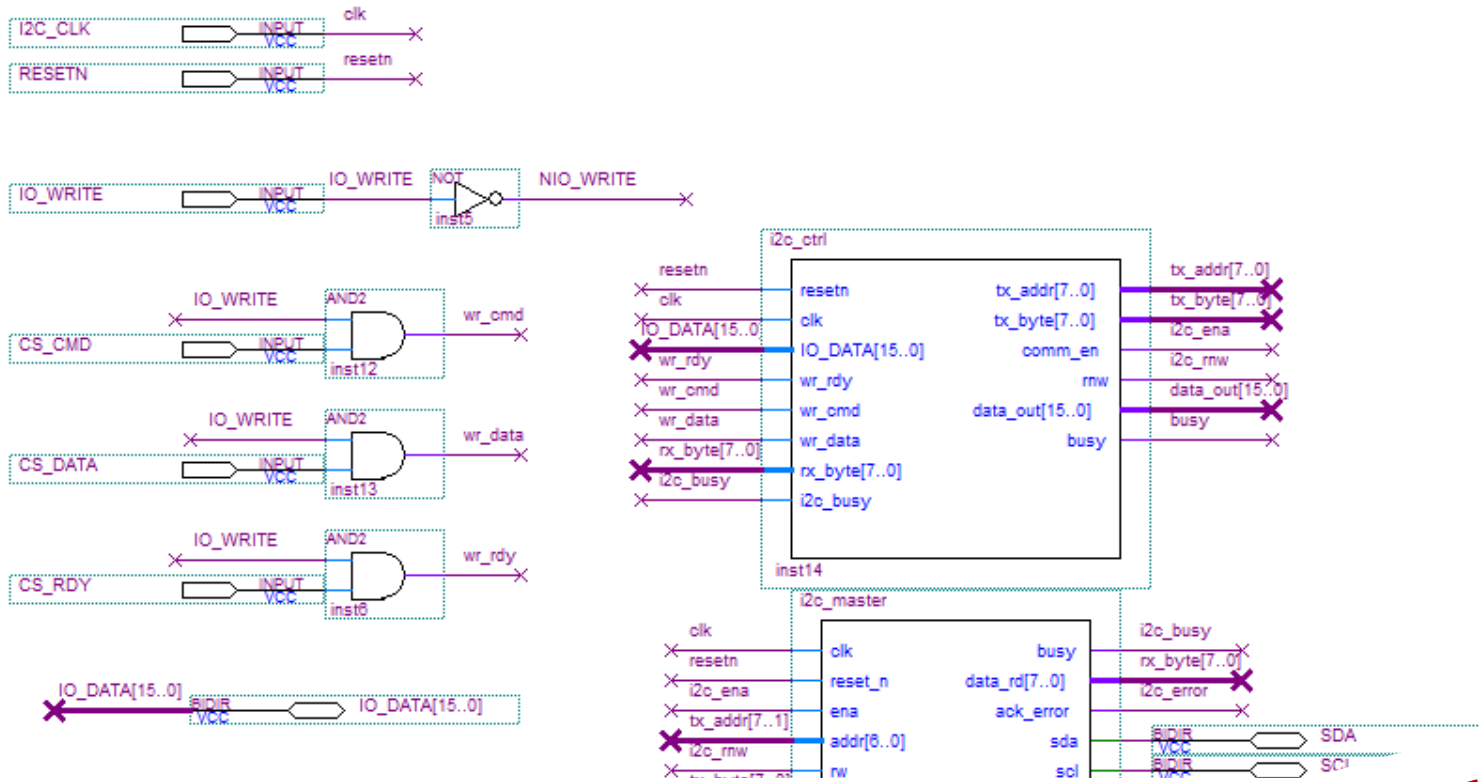 clk
I2C_CLK INPUT
VCC
resetn
RESETN INPUT
VCC
IO_WRITE NOT NIO_WRITE
IO_WRITE INPUT
VCC
inst5
i2c_ctrl
resetn tx_addr[7..0]
resetn tx_addr[7..0]
clk tx_byte[7..0]
clk tx_byte[7..0]
IO_DATA[15..0 i2c_ena
IO_DATA[15..0] comm_en
wr_rdy i2c_rnw
wr_rdy rnw
wr_cmd data_out[15..0]
wr_cmd data_out[15..0]
wr_data busy
wr_data busy
rx_byte[7..0]
rx_byte[7..0]
i2c_busy
i2c_busy
inst14
IO_WRITE AND2
wr_cmd
CS_CMD INPUT
VCC
inst12
IO_WRITE AND2
wr_data
CS_DATA INPUT
VCC
inst13
IO_WRITE AND2
wr_rdy
CS_RDY INPUT
VCC
inst6
IO_DATA[15..0] BIDIR IO_DATA[15..0]
VCC
i2c_master
clk i2c_busy
clk busy
resetn rx_byte[7..0]
reset_n data_rd[7..0]
i2c_ena i2c_error
ena ack_error
tx_addr[7..1]
addr[6..0] sda BIDIR SDA
VCC
i2c_rnw
rw scl BIDIR SCL
VCC
tx_byte[7..0]